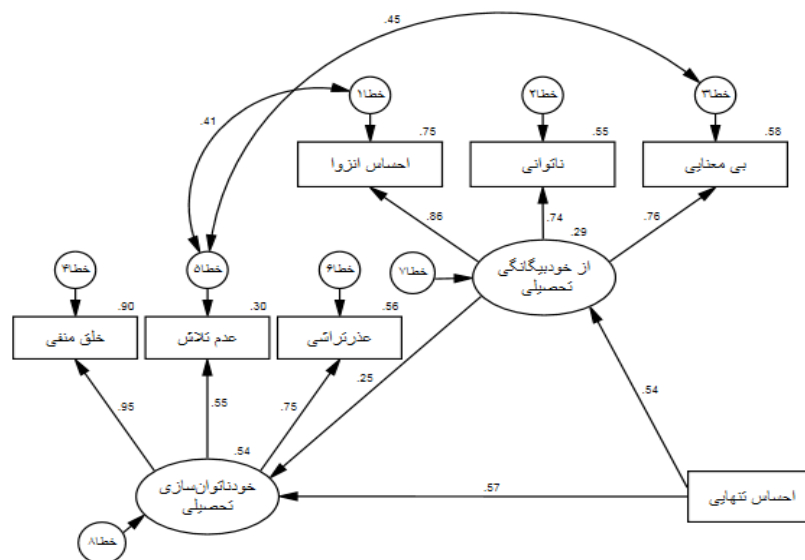 .45
خطا۱
خطا۲
خطا۳
.41
.75
.55
.58
احساس انزوا
ناتوانی
بی معنایی
.86
.74
.76
.29
خطا۴
خطا۵
خطا۶
خطا۷
از خودبیگانگی
تحصیلی
.90
.30
.56
خلق منفی
عدم تلاش
عذرتراشی
.25
.54
.95
.55
.75
.54
خودناتوان‌سازی
تحصیلی
.57
احساس تنهایی
خطا۸